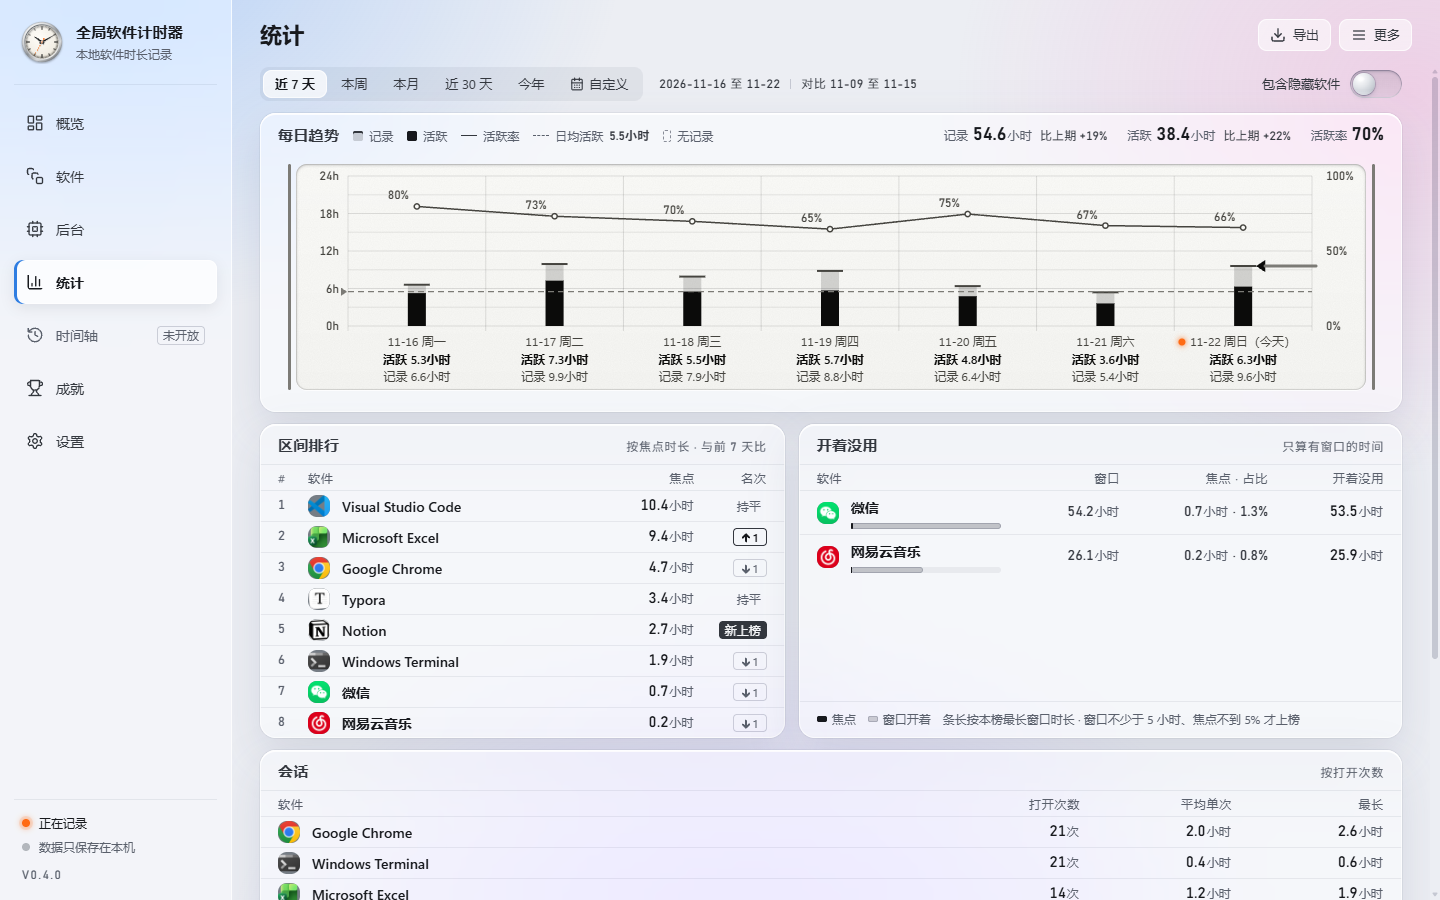 全局软件计时器
本地软件时长记录
概览
软件
后台
统计
时间轴 未开放
成就
设置
正在记录
数据只保存在本机
V0.4.0
统计
导出 更多
近 7 天 本周 本月 近 30 天 今年 自定义 2026-11-16 至 11-22 对比 11-09 至 11-15 包含隐藏软件
每日趋势 记录 活跃 活跃率 日均活跃 5.5小时 无记录 记录 54.6小时 比上期 +19% 活跃 38.4小时 比上期 +22% 活跃率 70%
24h 100%
80% 73% 70% 65% 75% 67% 66%
18h
12h 50%
6h
0h 0%
11-16 周一 11-17 周二 11-18 周三 11-19 周四 11-20 周五 11-21 周六 11-22 周日（今天）
活跃 5.3小时 活跃 7.3小时 活跃 5.5小时 活跃 5.7小时 活跃 4.8小时 活跃 3.6小时 活跃 6.3小时
记录 6.6小时 记录 9.9小时 记录 7.9小时 记录 8.8小时 记录 6.4小时 记录 5.4小时 记录 9.6小时
区间排行 按焦点时长 · 与前 7 天比
# 软件 焦点 名次
1 Visual Studio Code 10.4小时 持平
2 Microsoft Excel 9.4小时 ↑1
3 Google Chrome 4.7小时 ↓1
4 Typora 3.4小时 持平
5 Notion 2.7小时 新上榜
6 Windows Terminal 1.9小时 ↓1
7 微信 0.7小时 ↓1
8 网易云音乐 0.2小时 ↓1
开着没用 只算有窗口的时间
软件 窗口 焦点 · 占比 开着没用
微信 54.2小时 0.7小时 · 1.3% 53.5小时
网易云音乐 26.1小时 0.2小时 · 0.8% 25.9小时
焦点 窗口开着 条长按本榜最长窗口时长 · 窗口不少于 5 小时、焦点不到 5% 才上榜
会话 按打开次数
软件 打开次数 平均单次 最长
Google Chrome 21次 2.0小时 2.6小时
Windows Terminal 21次 0.4小时 0.6小时
Microsoft Excel 14次 1.2小时 1.9小时